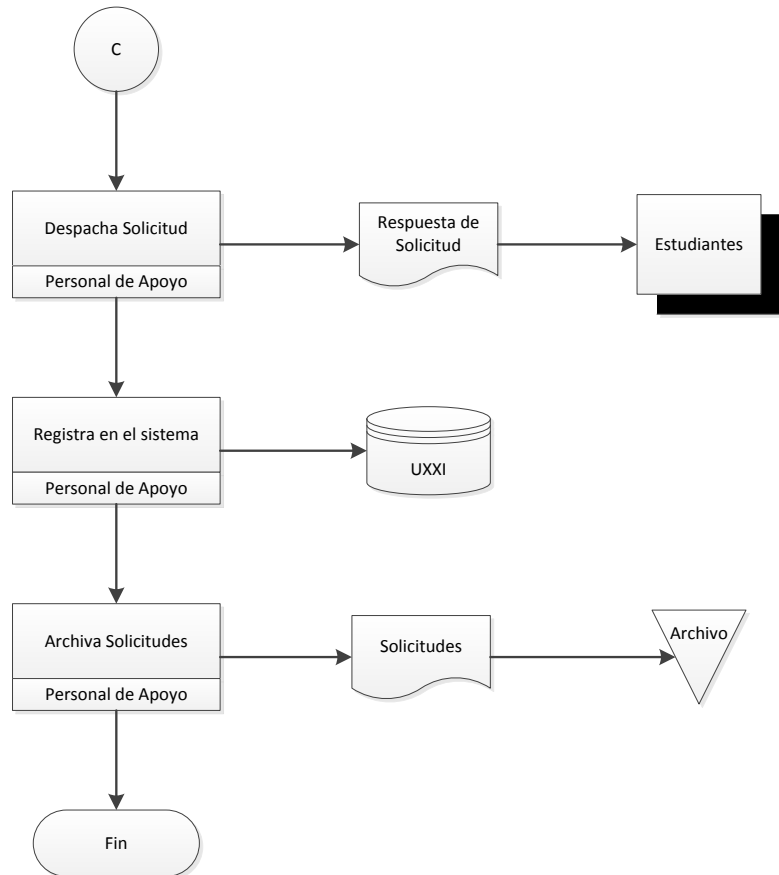 C
Despacha Solicitud
Personal de Apoyo
Respuesta de
Solicitud
Estudiantes
Registra en el sistema
Personal de Apoyo
UXXI
Archiva Solicitudes
Personal de Apoyo
Solicitudes
Archivo
Fin